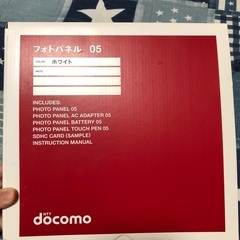 フォトパネル 05
ホワイト
INCLUDES:
PHOTO PANEL 05
PHOTO PANEL AC ADAPTER 05
PHOTO PANEL BATTERY 05
PHOTO PANEL TOUCH PEN 05
SDHC CARD (SAMPLE)
INSTRUCTION MANUAL
NTT
docomo